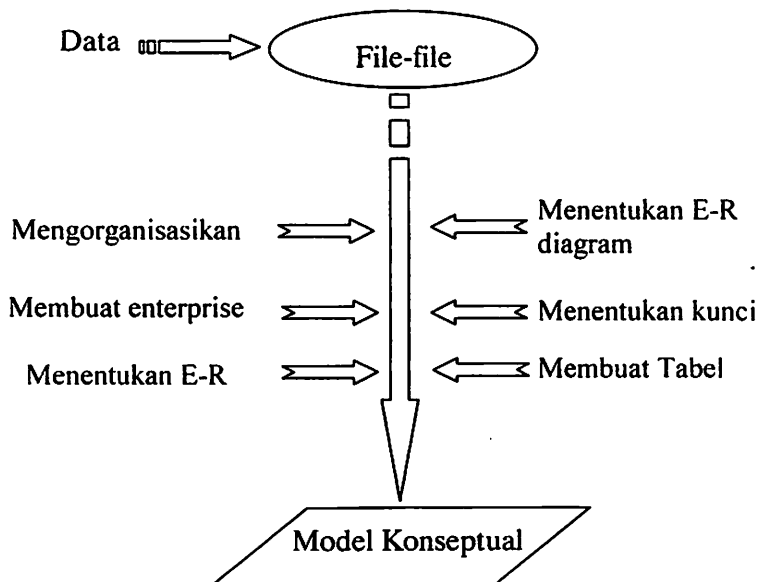 Data
File-file
Mengorganisasikan
Menentukan E-R
diagram
Membuat enterprise
Menentukan kunci
Menentukan E-R
Membuat Tabel
Model Konseptual